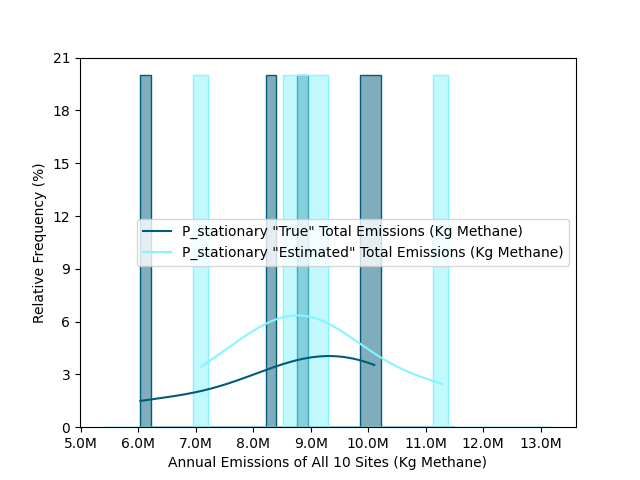 21
18
15
12
9
6
3
0
Relative Frequency (%)
P_stationary "True" Total Emissions (Kg Methane)
P_stationary "Estimated" Total Emissions (Kg Methane)
5.0M 6.0M 7.0M 8.0M 9.0M 10.0M 11.0M 12.0M 13.0M
Annual Emissions of All 10 Sites (Kg Methane)